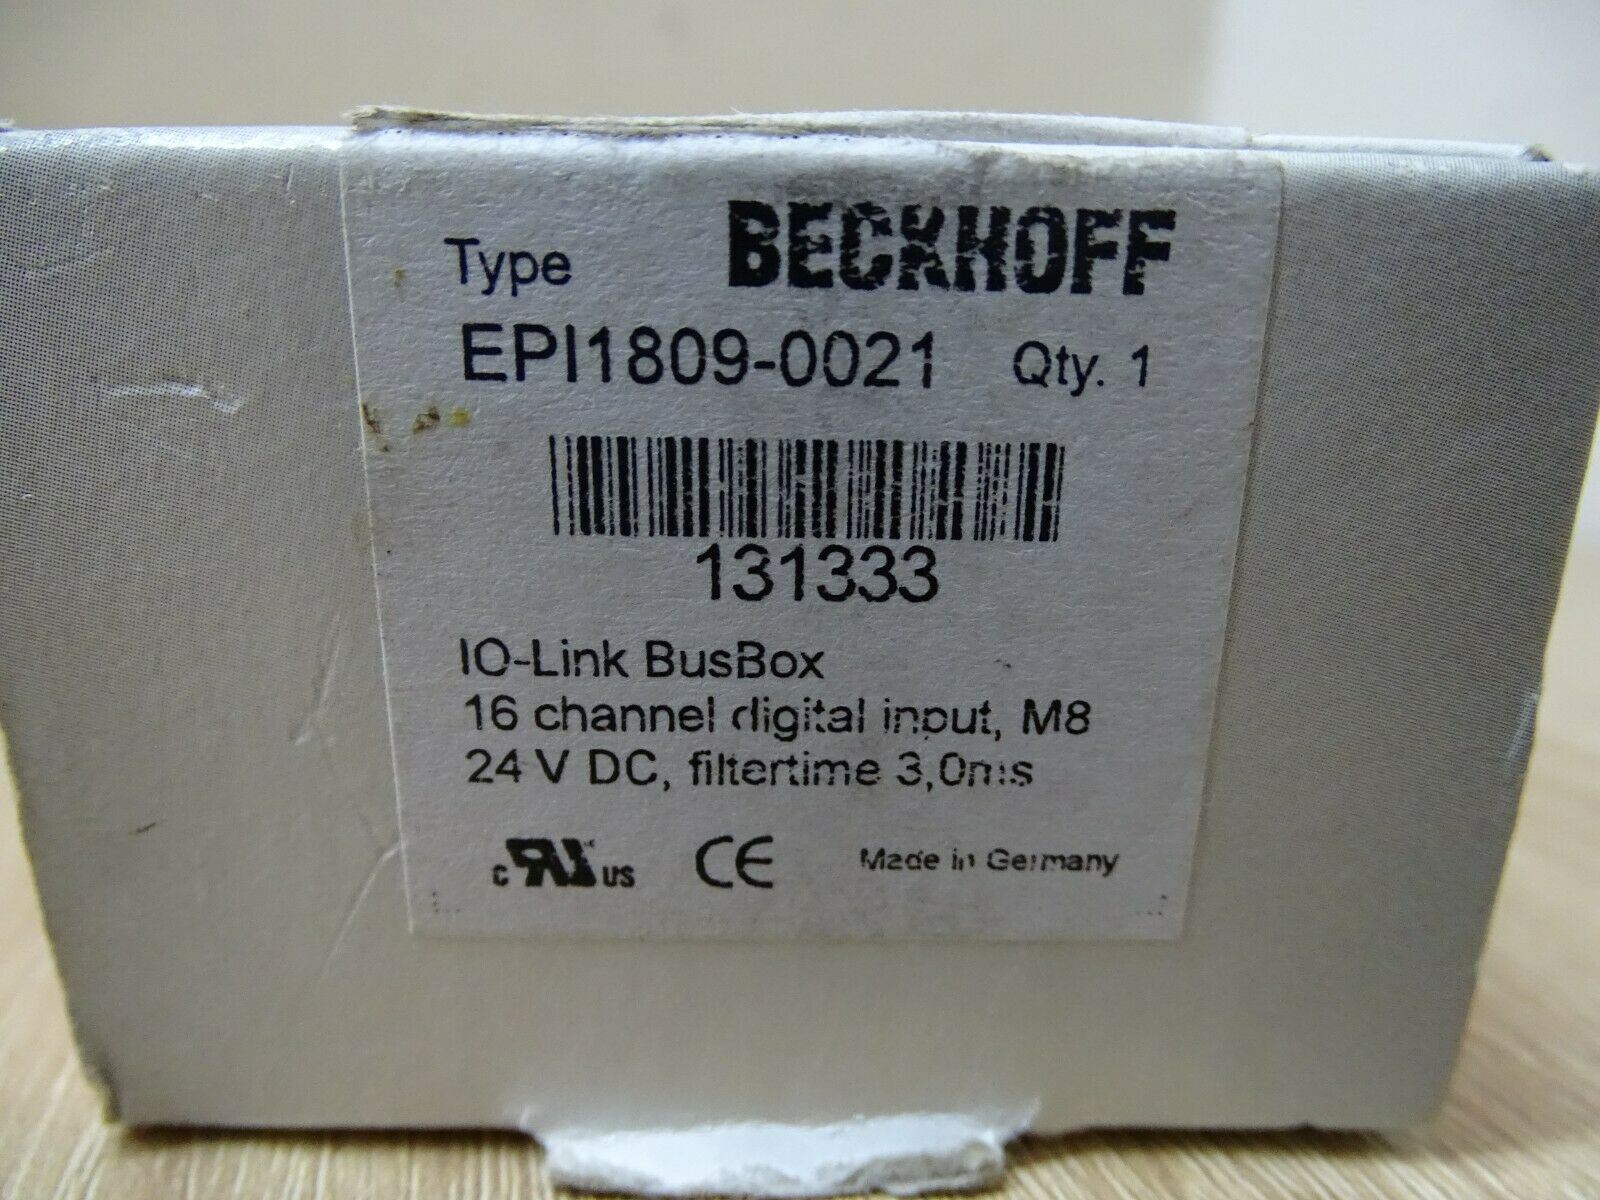 Type BECKHOFF
EPI1809-0021 Qty. 1
131333
IO-Link BusBox
16 channel digital input, M8
24 V DC, filtertime 3,0ms
c RU US CE Made in Germany